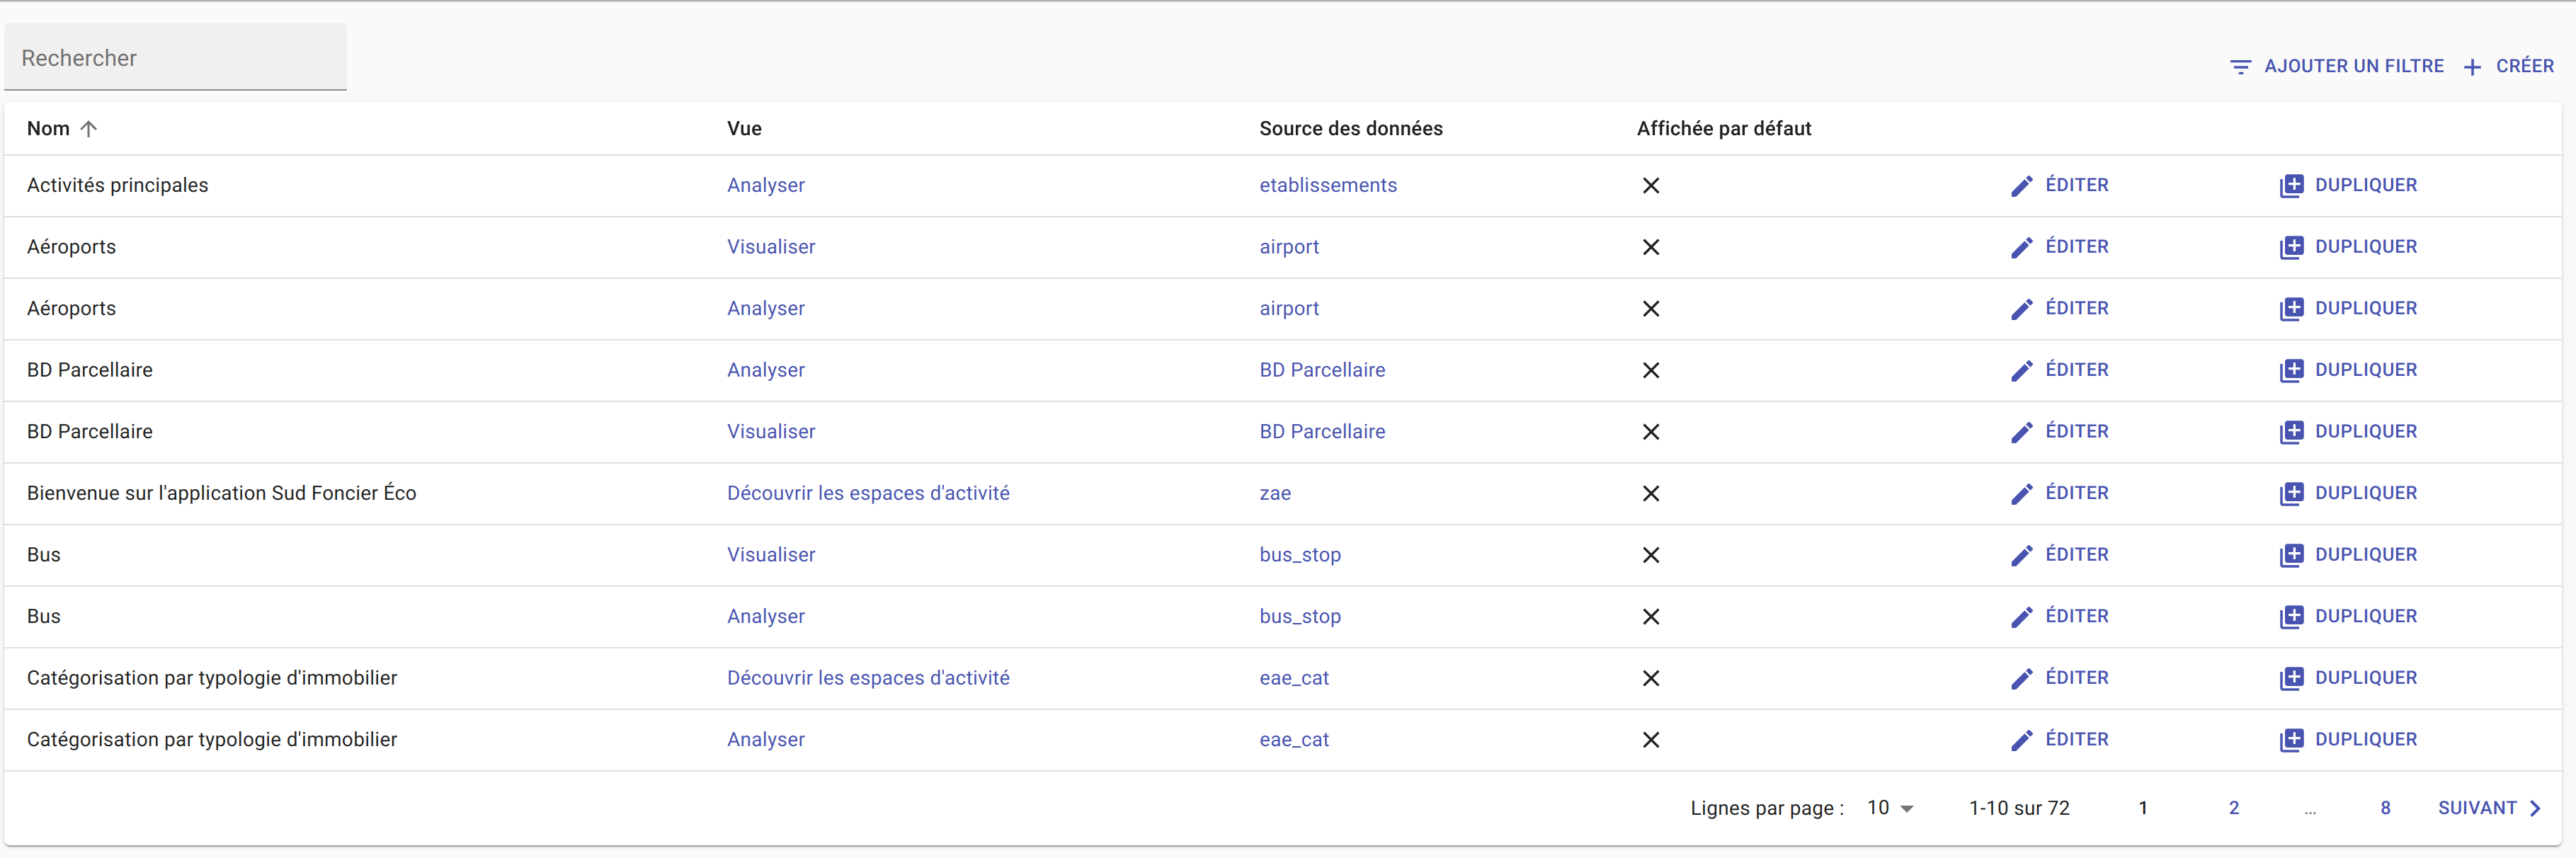 Rechercher
AJOUTER UN FILTRE CRÉER
Nom Vue Source des données Affichée par défaut
Activités principales Analyser etablissements ÉDITER DUPLIQUER
Aéroports Visualiser airport ÉDITER DUPLIQUER
Aéroports Analyser airport ÉDITER DUPLIQUER
BD Parcellaire Analyser BD Parcellaire ÉDITER DUPLIQUER
BD Parcellaire Visualiser BD Parcellaire ÉDITER DUPLIQUER
Bienvenue sur l'application Sud Foncier Éco Découvrir les espaces d'activité zae ÉDITER DUPLIQUER
Bus Visualiser bus_stop ÉDITER DUPLIQUER
Bus Analyser bus_stop ÉDITER DUPLIQUER
Catégorisation par typologie d'immobilier Découvrir les espaces d'activité eae_cat ÉDITER DUPLIQUER
Catégorisation par typologie d'immobilier Analyser eae_cat ÉDITER DUPLIQUER
Lignes par page : 10 1-10 sur 72 1 2 ... 8 SUIVANT